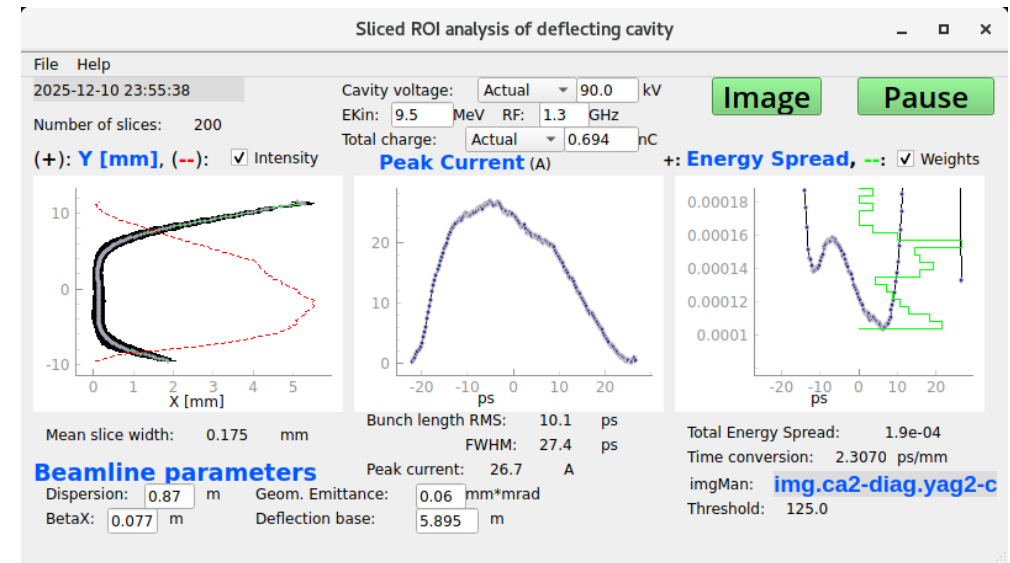 Sliced ROI analysis of deflecting cavity
File Help
2025-12-10 23:55:38
Number of slices: 200
Cavity voltage: Actual 90.0 kV
EKin: 9.5 MeV RF: 1.3 GHz
Total charge: Actual 0.694 nC
Image Pause
(+): Y [mm], (--): Intensity
Peak Current (A)
+: Energy Spread, --: Weights
10
0
-10
0 1 2 3 4 5
X [mm]
20
10
0
-20 -10 0 10 20
ps
0.00018
0.00016
0.00014
0.00012
0.0001
-20 -10 0 10 20
ps
Mean slice width: 0.175 mm
Bunch length RMS: 10.1 ps
FWHM: 27.4 ps
Peak current: 26.7 A
Total Energy Spread: 1.9e-04
Time conversion: 2.3070 ps/mm
imgMan: img.ca2-diag.yag2-c
Threshold: 125.0
Beamline parameters
Dispersion: 0.87 m Geom. Emittance: 0.06 mm*mrad
BetaX: 0.077 m Deflection base: 5.895 m